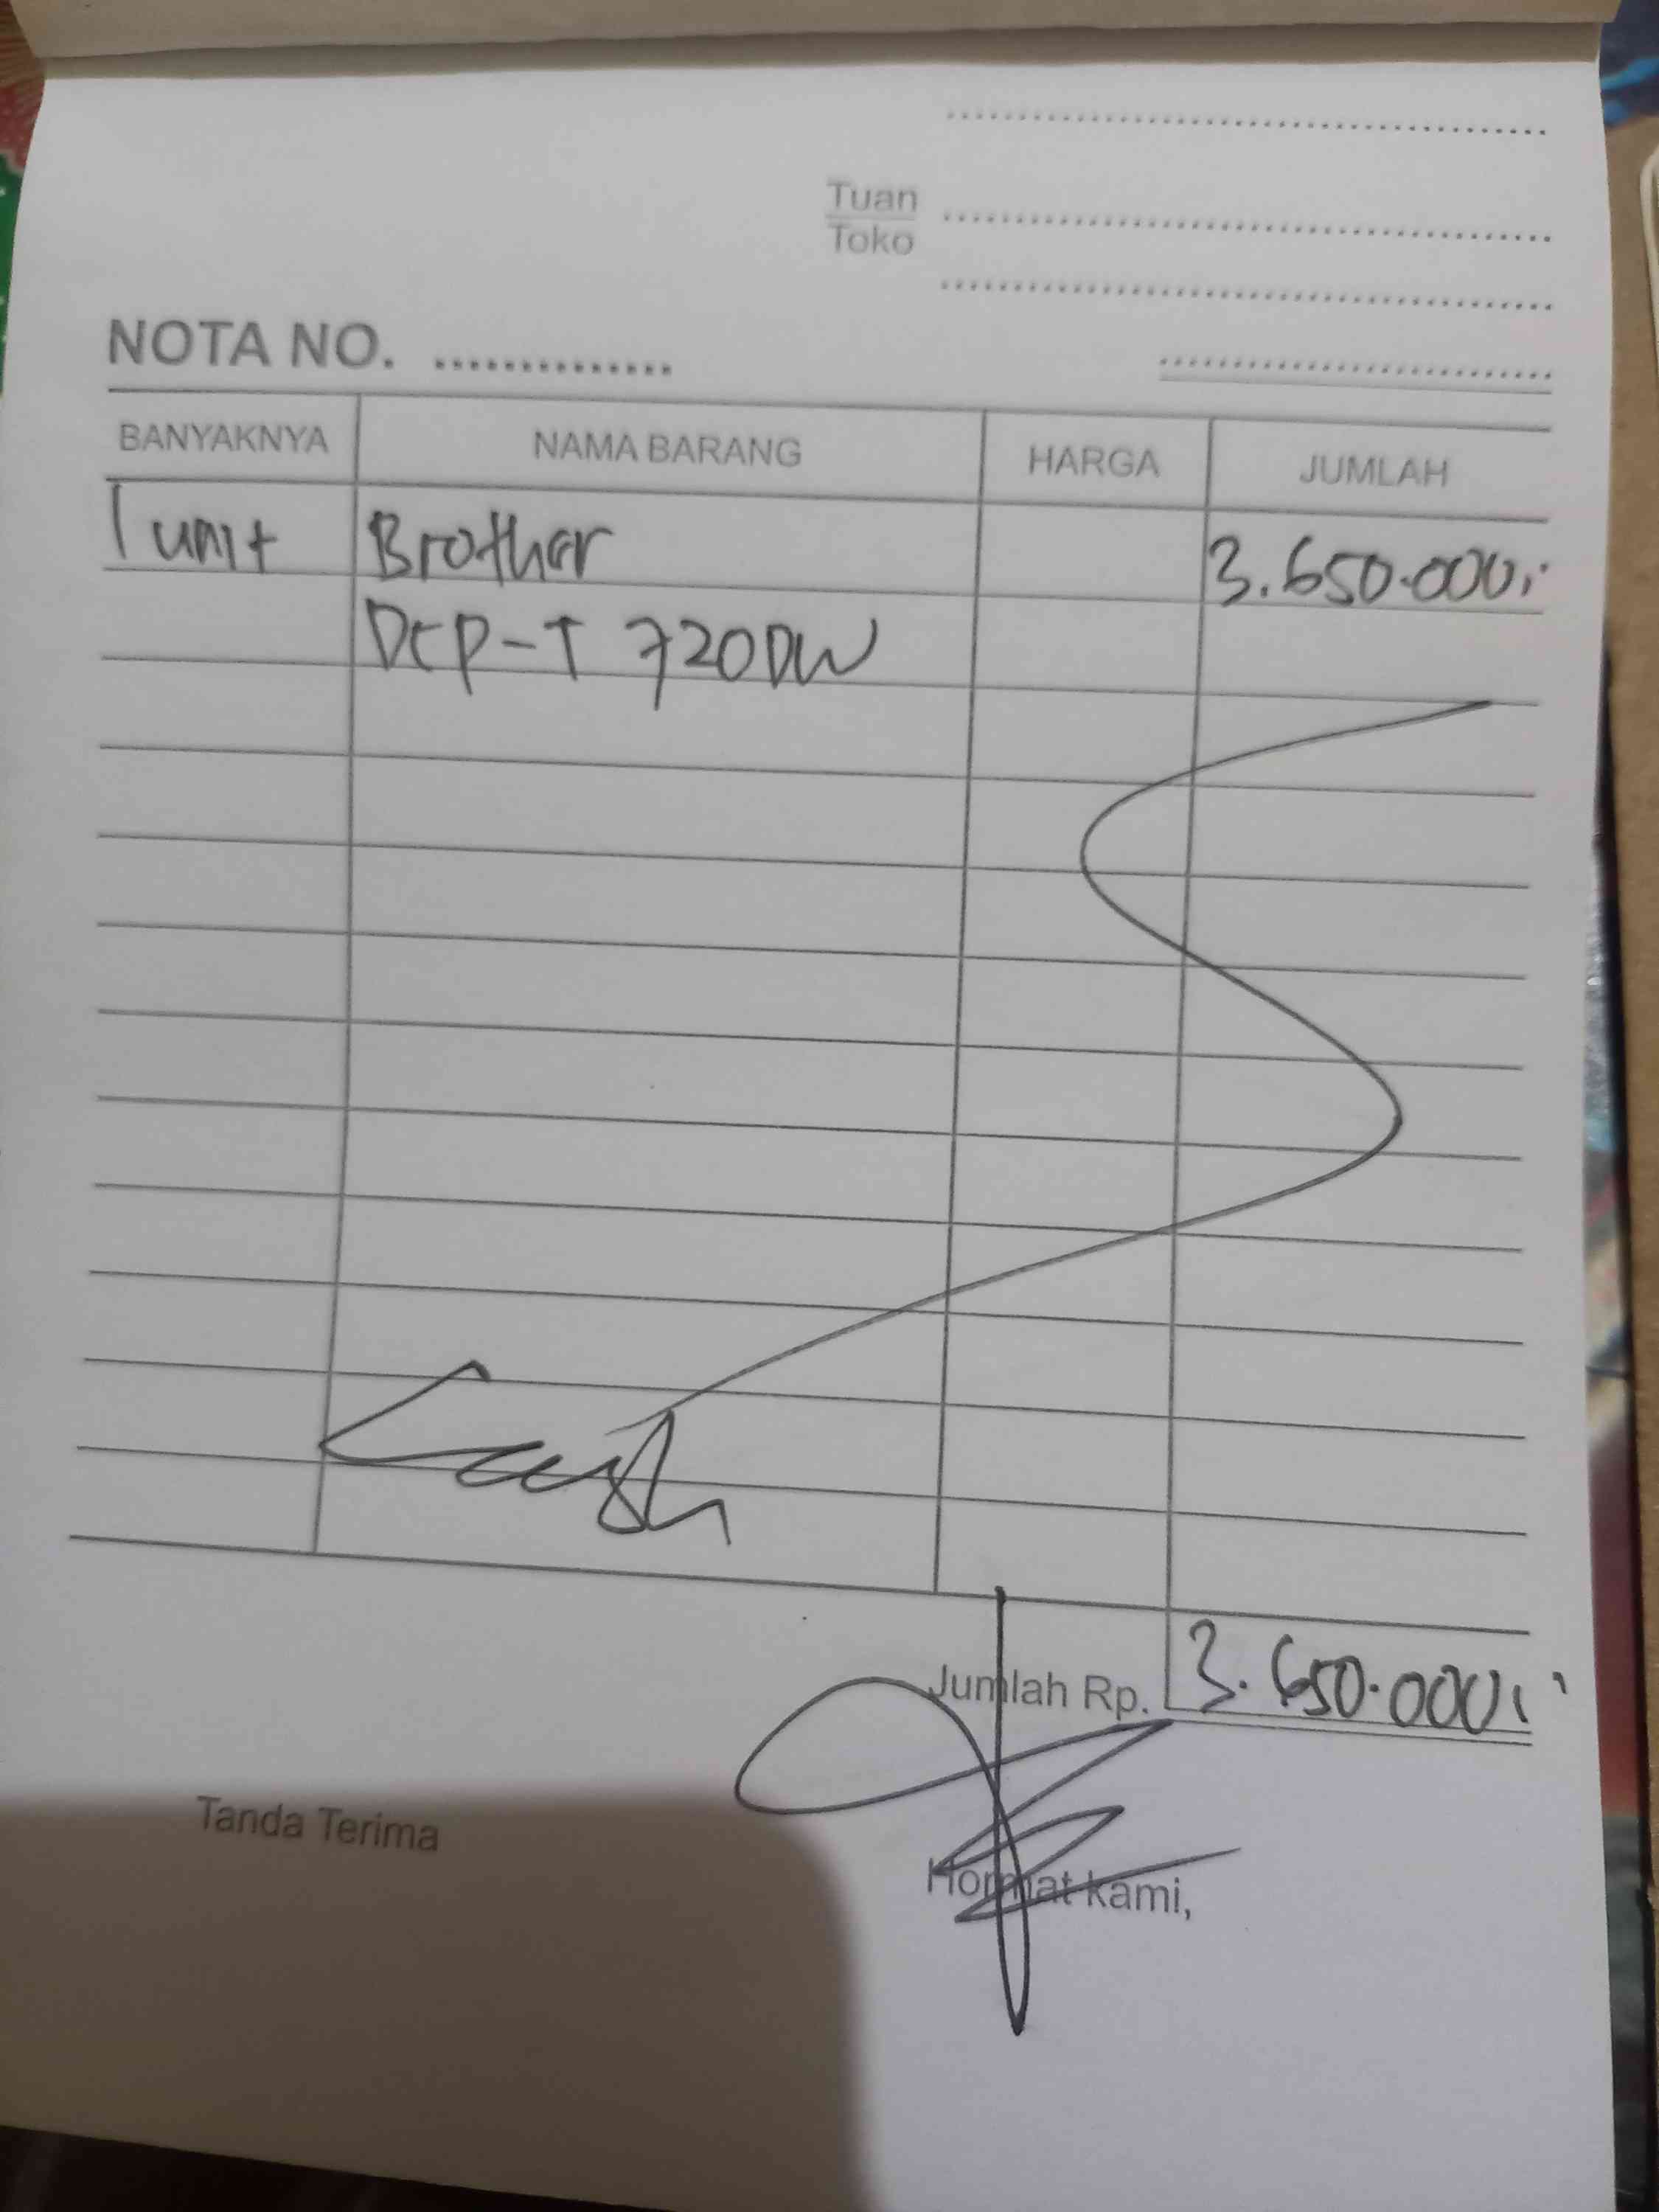 Tuan
Toko
NOTA NO. ..............
BANYAKNYA NAMA BARANG HARGA JUMLAH
1 unit Brother 3.650.000,-
DCP-T 720DW
Cash
Jumlah Rp. 3.650.000,-
Tanda Terima
Hormat kami,